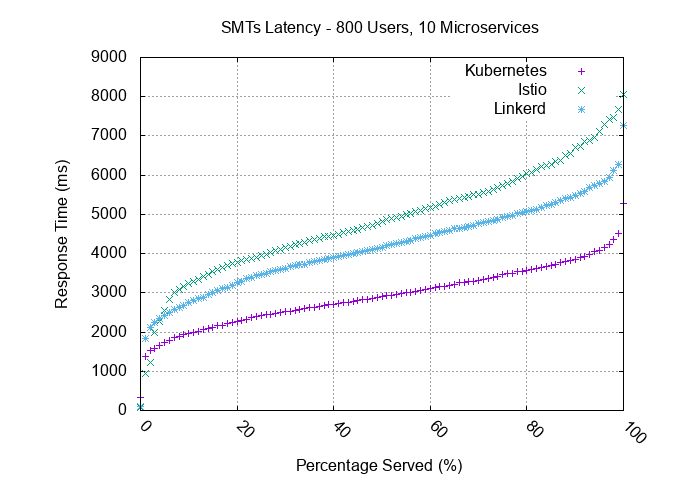 SMTs Latency - 800 Users, 10 Microservices
9000
8000
7000
6000
5000
4000
3000
2000
1000
0
Response Time (ms)
Kubernetes
Istio
Linkerd
0
20
40
60
80
100
Percentage Served (%)